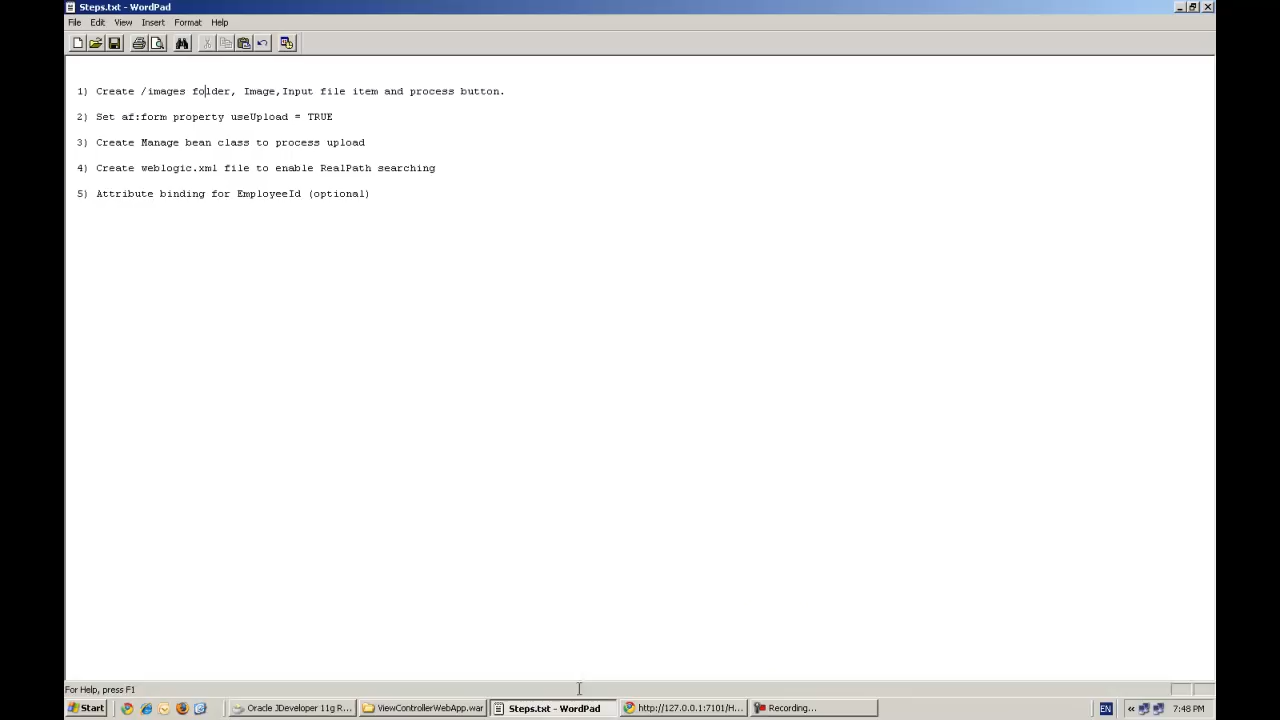 Steps.txt - WordPad
File Edit View Insert Format Help
1) Create /images folder, Image,Input file item and process button.
2) Set af:form property useUpload = TRUE
3) Create Manage bean class to process upload
4) Create weblogic.xml file to enable RealPath searching
5) Attribute binding for EmployeeId (optional)
For Help, press F1
Start Oracle JDeveloper 11g R... ViewControllerWebApp.war Steps.txt - WordPad http://127.0.0.1:7101/H... Recording... EN « 7:48 PM